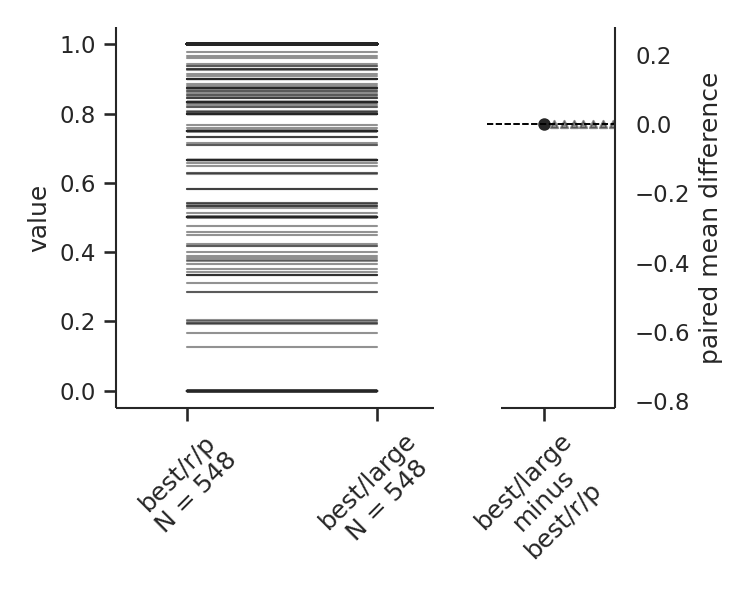 1.0
0.8
0.6
0.4
0.2
0.0
value
best/r/p
N = 548
best/large
N = 548
0.2
0.0
−0.2
−0.4
−0.6
−0.8
paired mean difference
best/large
minus
best/r/p